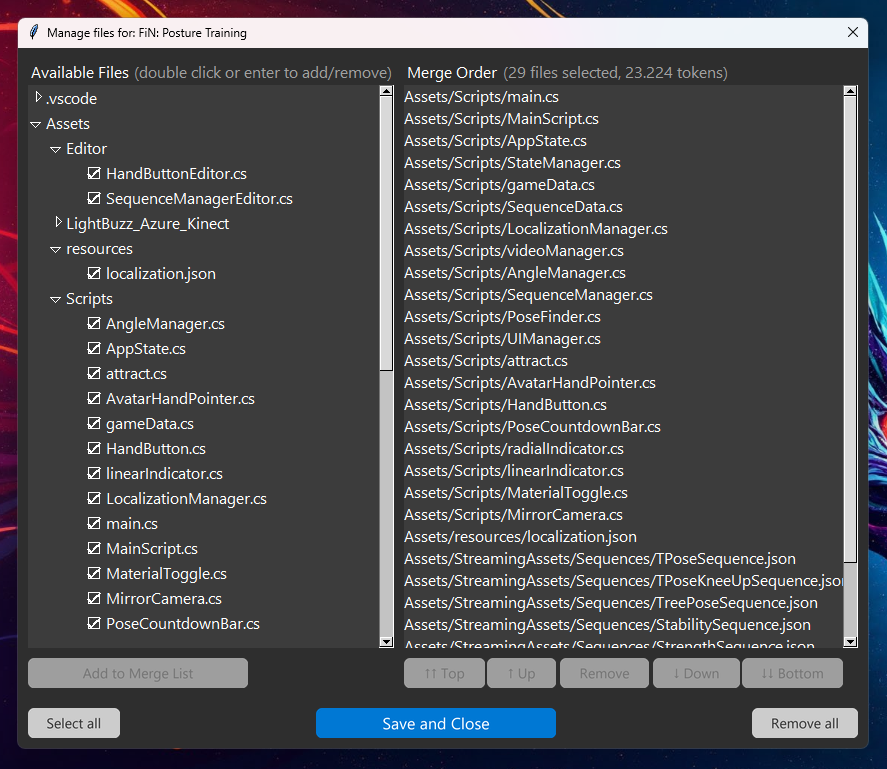 Manage files for: FiN: Posture Training
Available Files (double click or enter to add/remove)
.vscode
Assets
Editor
HandButtonEditor.cs
SequenceManagerEditor.cs
LightBuzz_Azure_Kinect
resources
localization.json
Scripts
AngleManager.cs
AppState.cs
attract.cs
AvatarHandPointer.cs
gameData.cs
HandButton.cs
linearIndicator.cs
LocalizationManager.cs
main.cs
MainScript.cs
MaterialToggle.cs
MirrorCamera.cs
PoseCountdownBar.cs
Add to Merge List
Merge Order (29 files selected, 23.224 tokens)
Assets/Scripts/main.cs
Assets/Scripts/MainScript.cs
Assets/Scripts/AppState.cs
Assets/Scripts/StateManager.cs
Assets/Scripts/gameData.cs
Assets/Scripts/SequenceData.cs
Assets/Scripts/LocalizationManager.cs
Assets/Scripts/videoManager.cs
Assets/Scripts/AngleManager.cs
Assets/Scripts/SequenceManager.cs
Assets/Scripts/PoseFinder.cs
Assets/Scripts/UIManager.cs
Assets/Scripts/attract.cs
Assets/Scripts/AvatarHandPointer.cs
Assets/Scripts/HandButton.cs
Assets/Scripts/PoseCountdownBar.cs
Assets/Scripts/radialIndicator.cs
Assets/Scripts/linearIndicator.cs
Assets/Scripts/MaterialToggle.cs
Assets/Scripts/MirrorCamera.cs
Assets/resources/localization.json
Assets/StreamingAssets/Sequences/TPoseSequence.json
Assets/StreamingAssets/Sequences/TPoseKneeUpSequence.json
Assets/StreamingAssets/Sequences/TreePoseSequence.json
Assets/StreamingAssets/Sequences/StabilitySequence.json
Assets/StreamingAssets/Sequences/StrengthSequence.json
↑↑ Top
↑ Up
Remove
↓ Down
↓↓ Bottom
Select all
Save and Close
Remove all